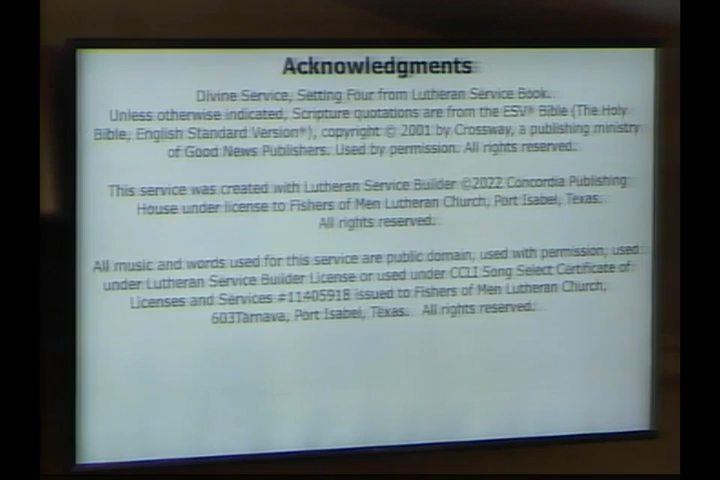 Acknowledgments
Divine Service, Setting Four from Lutheran Service Book.
Unless otherwise indicated, Scripture quotations are from the ESV® Bible (The Holy
Bible, English Standard Version®), copyright © 2001 by Crossway, a publishing ministry
of Good News Publishers. Used by permission. All rights reserved.
This service was created with Lutheran Service Builder ©2022 Concordia Publishing
House under license to Fishers of Men Lutheran Church, Port Isabel, Texas.
All rights reserved.
All music and words used for this service are public domain, used with permission, used
under Lutheran Service Builder License or used under CCLI Song Select Certificate of
Licenses and Services #11405918 issued to Fishers of Men Lutheran Church,
603Tarnava, Port Isabel, Texas. All rights reserved.